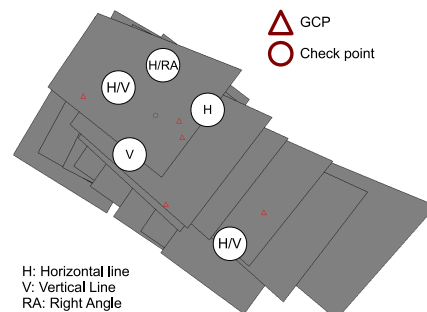 GCP
Check point
H/RA
H/V
H
V
H/V
H: Horizontal line
V: Vertical Line
RA: Right Angle